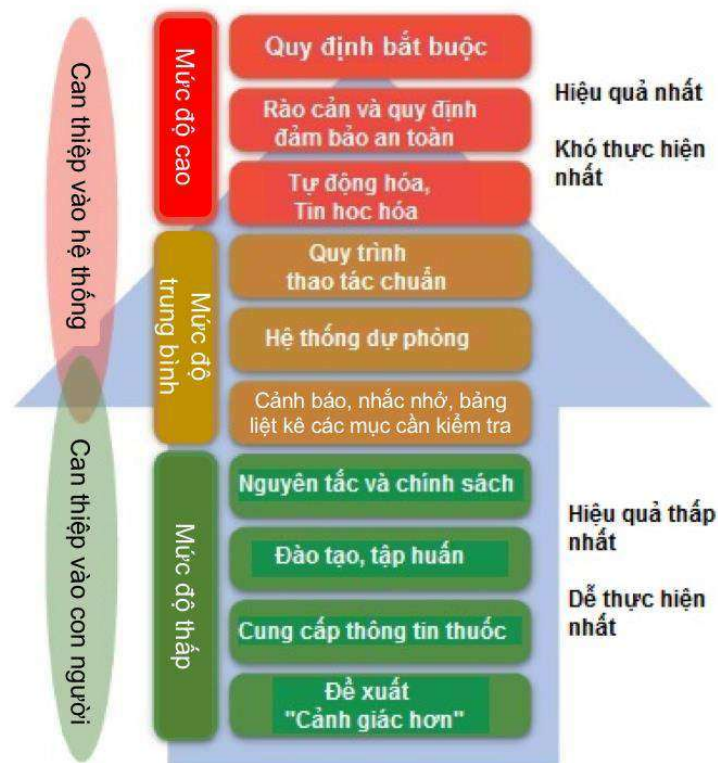 Can thiệp vào hệ thống
Can thiệp vào con người
Mức độ cao
Quy định bắt buộc
Rào cản và quy định
đảm bảo an toàn
Tự động hóa,
Tin học hóa
Mức độ
trung bình
Quy trình
thao tác chuẩn
Hệ thống dự phòng
Cảnh báo, nhắc nhở, bảng
liệt kê các mục cần kiểm tra
Mức độ thấp
Nguyên tắc và chính sách
Đào tạo, tập huấn
Cung cấp thông tin thuốc
Đề xuất
"Cảnh giác hơn"
Hiệu quả nhất
Khó thực hiện
nhất
Hiệu quả thấp
nhất
Dễ thực hiện
nhất